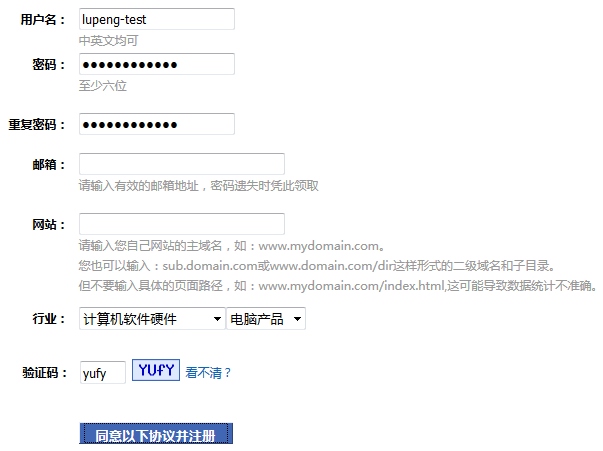 用户名： lupeng-test
中英文均可
密码： ●●●●●●●●●●●●
至少六位
重复密码： ●●●●●●●●●●●●
邮箱：
请输入有效的邮箱地址，密码遗失时凭此领取
网站：
请输入您自己网站的主域名，如：www.mydomain.com。
您也可以输入：sub.domain.com或www.domain.com/dir这样形式的二级域名和子目录。
但不要输入具体的页面路径，如：www.mydomain.com/index.html,这可能导致数据统计不准确。
行业： 计算机软件硬件 电脑产品
验证码： yufy YUfY 看不清？
同意以下协议并注册